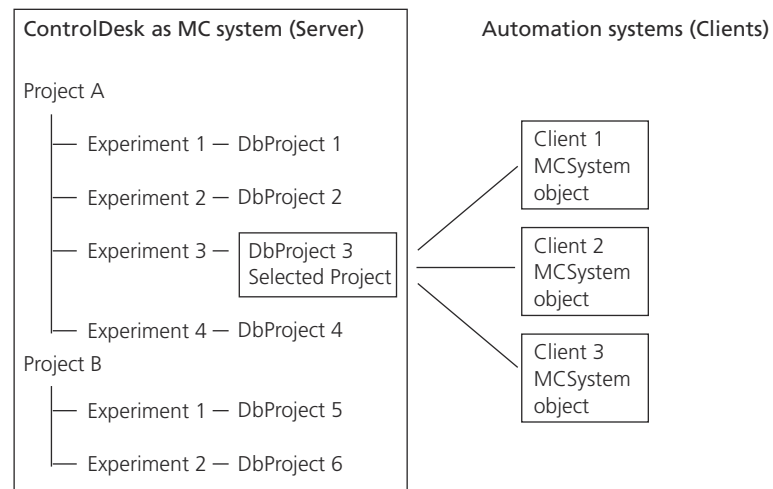 ControlDesk as MC system (Server)
Automation systems (Clients)
Project A
Experiment 1 — DbProject 1
Experiment 2 — DbProject 2
Experiment 3 — DbProject 3
Selected Project
Experiment 4 — DbProject 4
Project B
Experiment 1 — DbProject 5
Experiment 2 — DbProject 6
Client 1
MCSystem
object
Client 2
MCSystem
object
Client 3
MCSystem
object